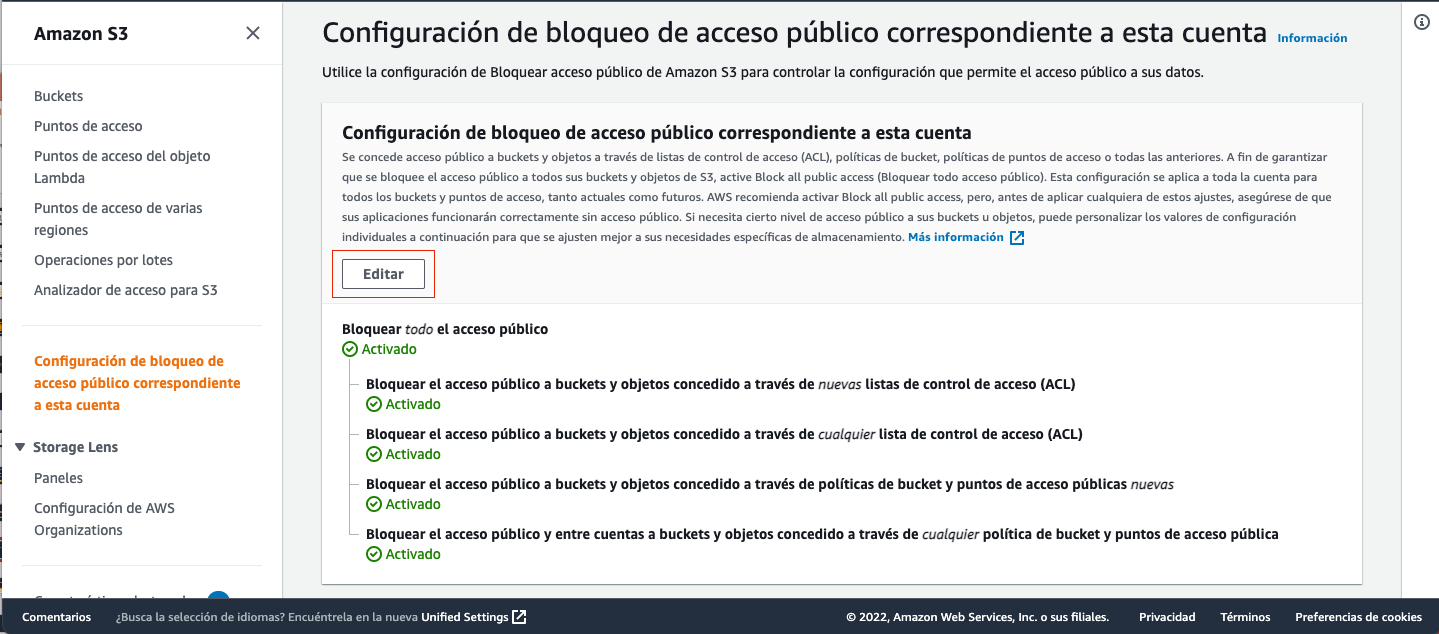 Amazon S3
Buckets
Puntos de acceso
Puntos de acceso del objeto
Lambda
Puntos de acceso de varias
regiones
Operaciones por lotes
Analizador de acceso para S3
Configuración de bloqueo de
acceso público correspondiente
a esta cuenta
Storage Lens
Paneles
Configuración de AWS
Organizations
Configuración de bloqueo de acceso público correspondiente a esta cuenta Información
Utilice la configuración de Bloquear acceso público de Amazon S3 para controlar la configuración que permite el acceso público a sus datos.
Configuración de bloqueo de acceso público correspondiente a esta cuenta
Se concede acceso público a buckets y objetos a través de listas de control de acceso (ACL), políticas de bucket, políticas de puntos de acceso o todas las anteriores. A fin de garantizar
que se bloquee el acceso público a todos sus buckets y objetos de S3, active Block all public access (Bloquear todo acceso público). Esta configuración se aplica a toda la cuenta para
todos los buckets y puntos de acceso, tanto actuales como futuros. AWS recomienda activar Block all public access, pero, antes de aplicar cualquiera de estos ajustes, asegúrese de que
sus aplicaciones funcionarán correctamente sin acceso público. Si necesita cierto nivel de acceso público a sus buckets u objetos, puede personalizar los valores de configuración
individuales a continuación para que se ajusten mejor a sus necesidades específicas de almacenamiento. Más información
Editar
Bloquear todo el acceso público
Activado
Bloquear el acceso público a buckets y objetos concedido a través de nuevas listas de control de acceso (ACL)
Activado
Bloquear el acceso público a buckets y objetos concedido a través de cualquier lista de control de acceso (ACL)
Activado
Bloquear el acceso público a buckets y objetos concedido a través de políticas de bucket y puntos de acceso públicas nuevas
Activado
Bloquear el acceso público y entre cuentas a buckets y objetos concedido a través de cualquier política de bucket y puntos de acceso pública
Activado
Comentarios ¿Busca la selección de idiomas? Encuéntrela en la nueva Unified Settings © 2022, Amazon Web Services, Inc. o sus filiales. Privacidad Términos Preferencias de cookies